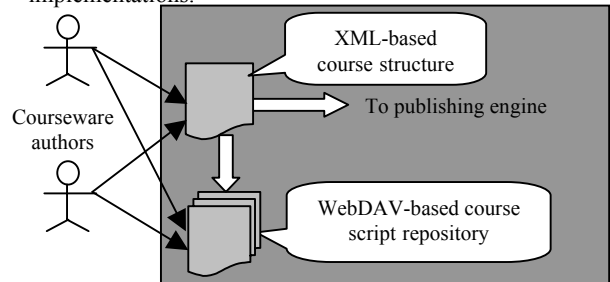 implementations.
XML-based
course structure
To publishing engine
Courseware
authors
WebDAV-based course
script repository